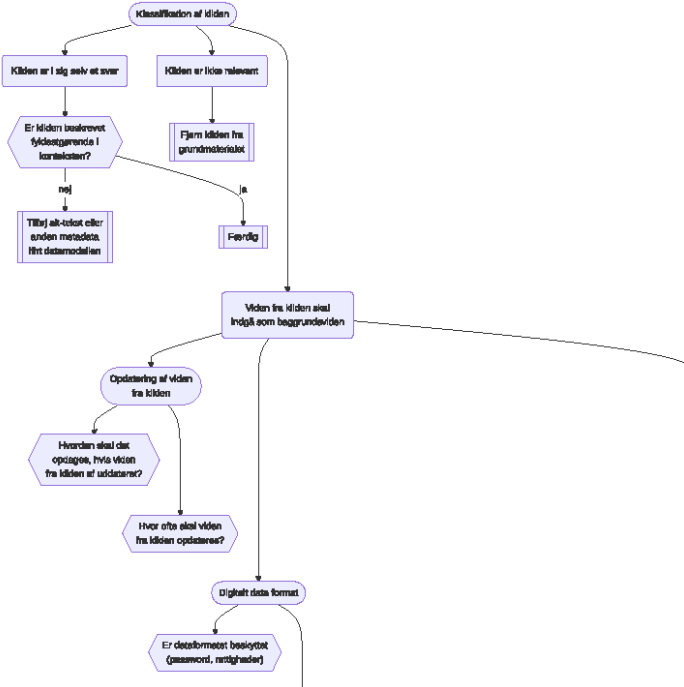 Klassifikation af kilden
Kilden er i sig selv et svar
Kilden er ikke relevant
Er kilden beskrevet
fyldestgørende i
konteksten?
Fjern kilden fra
grundmaterialet
nej
ja
Tilføj alt-tekst eller
anden metadata
iht datamodellen
Færdig
Viden fra kilden skal
indgå som baggrundsviden
Opdatering af viden
fra kilden
Hvordan skal det
opdages, hvis viden
fra kilden af uddateret?
Hvor ofte skal viden
fra kilden opdateres?
Digitalt data format
Er dataformatet beskyttet
(password, rettigheder)